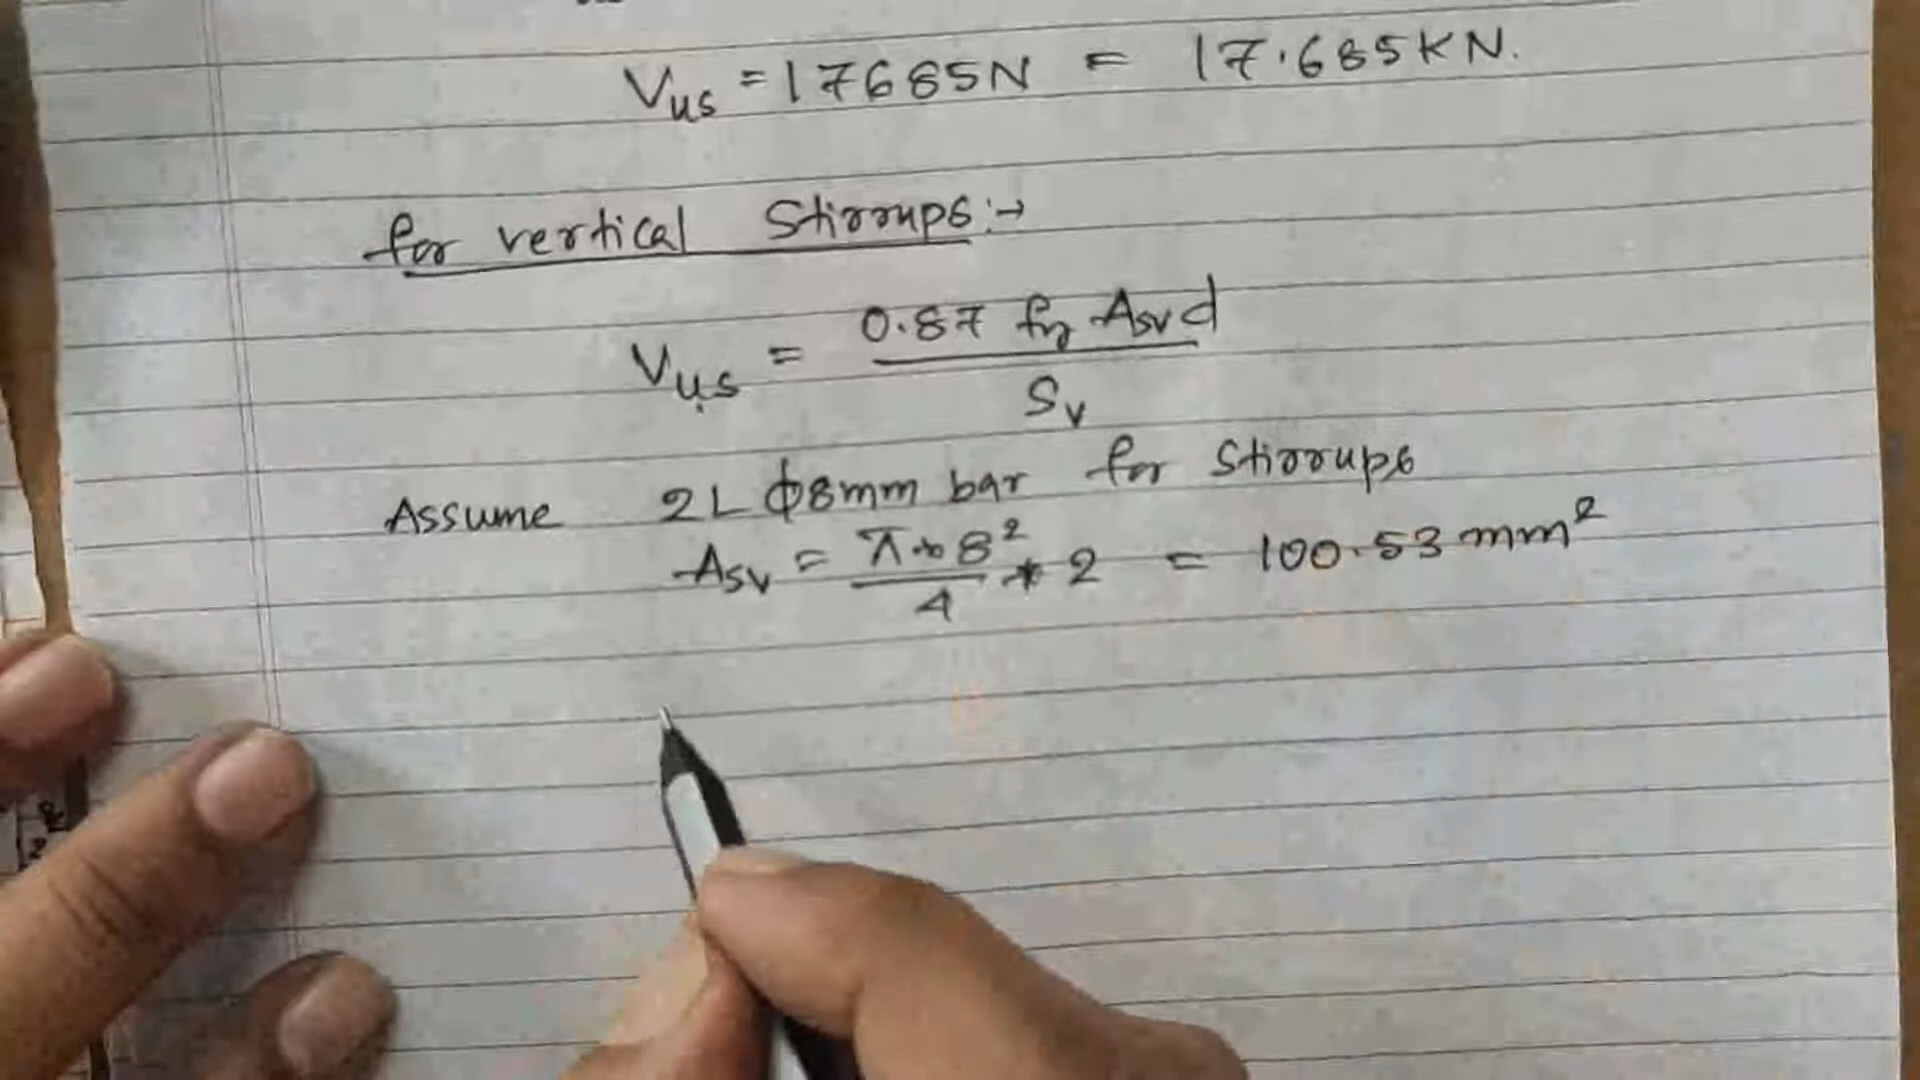 Vus = 17685N = 17.685KN.
for vertical Stirrups:→
Vus = 0.87 fy Asv d / Sv
Assume 2L ϕ8mm bar for Stirrups
Asv = π*8² / 4 * 2 = 100.53 mm²